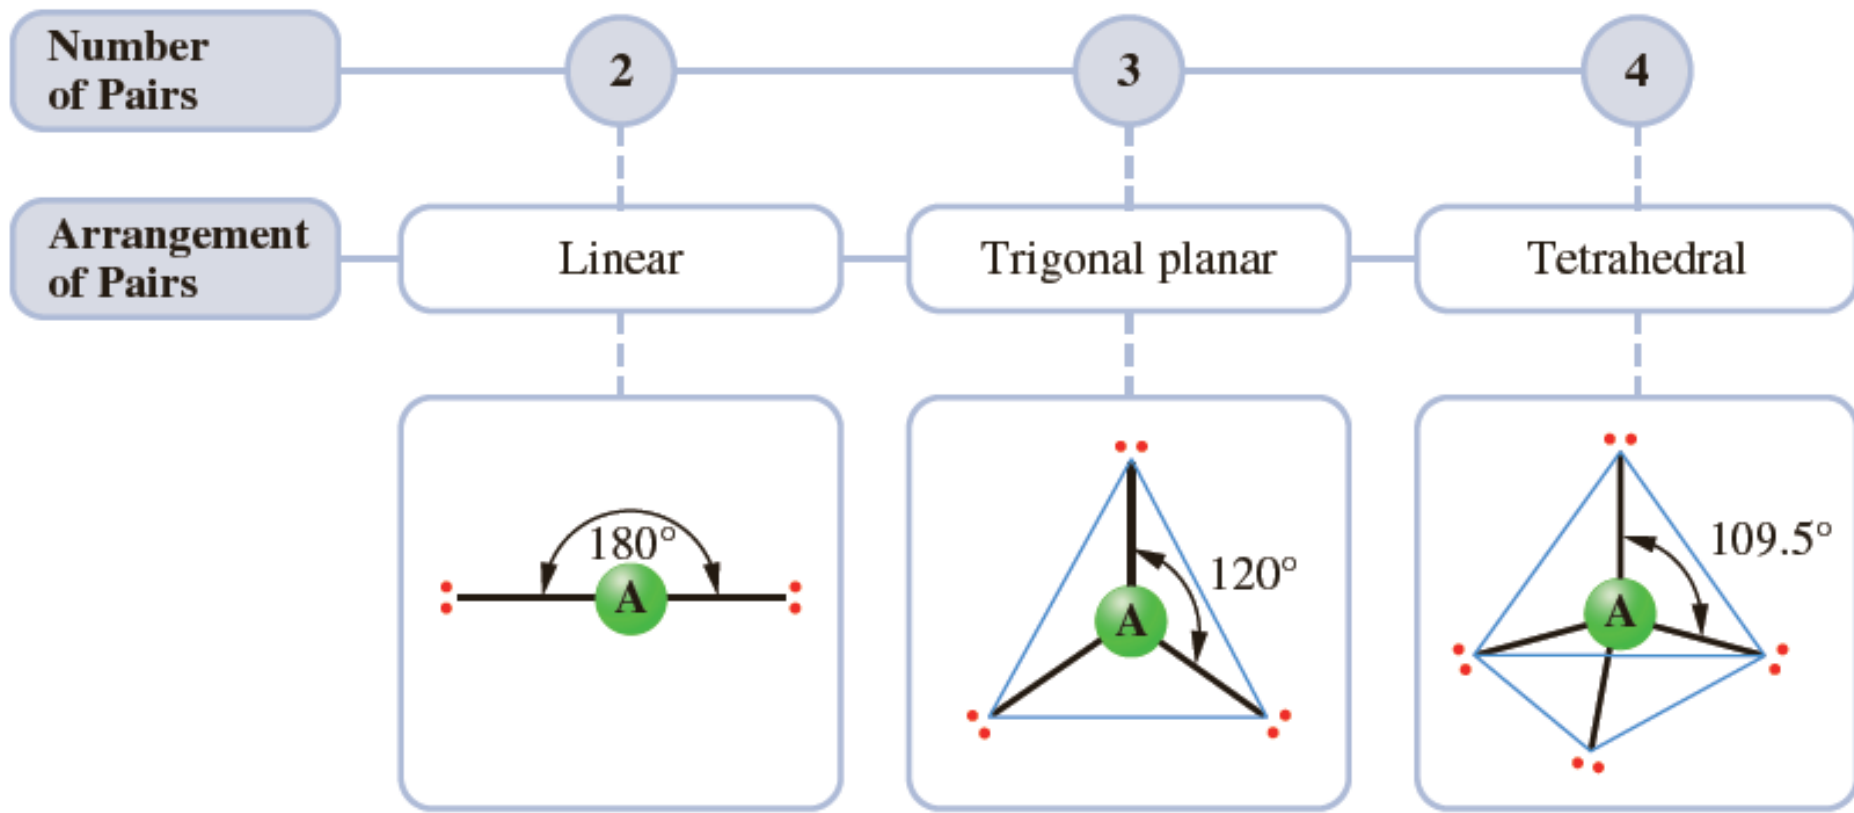 Number
of Pairs
2
3
4
Arrangement
of Pairs
Linear
Trigonal planar
Tetrahedral
180°
A
120°
A
109.5°
A